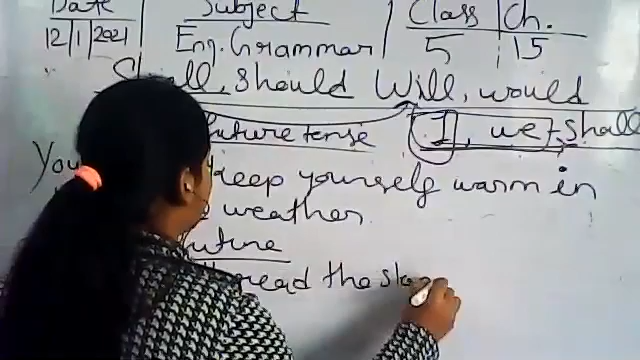 Date Subject Class Ch.
12/1/2021 Eng. Grammar 5 15
Shall, should Will, would
future tense I, we - shall
You keep yourself warm in
weather.
future
read the